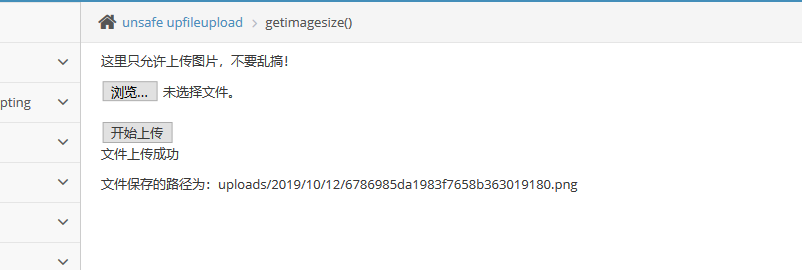 unsafe upfileupload > getimagesize()
这里只允许上传图片，不要乱搞！
浏览... 未选择文件。
pting
开始上传
文件上传成功
文件保存的路径为：uploads/2019/10/12/6786985da1983f7658b363019180.png